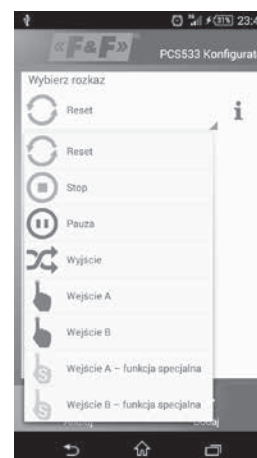 31% 23:4
«F&F» PCS533 Konfigurat
Wybierz rozkaz
Reset
Reset
Stop
Pauza
Wyjście
Wejście A
Wejście B
Wejście A – funkcja specjalna
Wejście B – funkcja specjalna